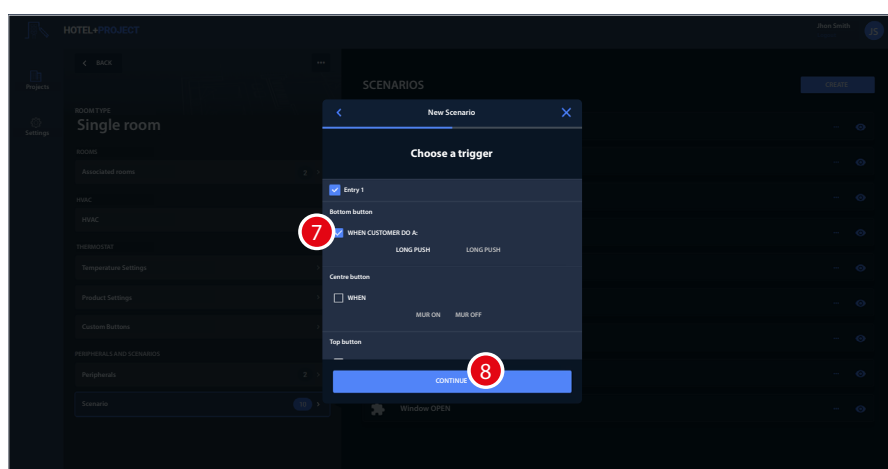 HOTEL+PROJECT
Jhon Smith
JS
BACK
Projects
Settings
ROOM TYPE
Single room
ROOMS
Associated rooms 2
HVAC
HVAC
THERMOSTAT
Temperature Settings
Product Settings
Custom Buttons
PERIPHERALS AND SCENARIOS
Peripherals 2
Scenario 10
SCENARIOS
CREATE
New Scenario
Choose a trigger
Entry 1
Bottom button
7
WHEN CUSTOMER DO A:
LONG PUSH LONG PUSH
Centre button
WHEN
MUR ON MUR OFF
Top button
CONTINUE
8
Window OPEN